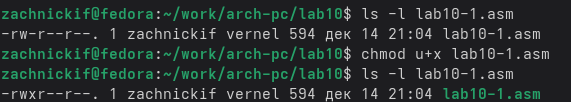 zachnickif@fedora:~/work/arch-pc/lab10$ ls -l lab10-1.asm
-rw-r--r--. 1 zachnickif vernel 594 дек 14 21:04 lab10-1.asm
zachnickif@fedora:~/work/arch-pc/lab10$ chmod u+x lab10-1.asm
zachnickif@fedora:~/work/arch-pc/lab10$ ls -l lab10-1.asm
-rwxr--r--. 1 zachnickif vernel 594 дек 14 21:04 lab10-1.asm